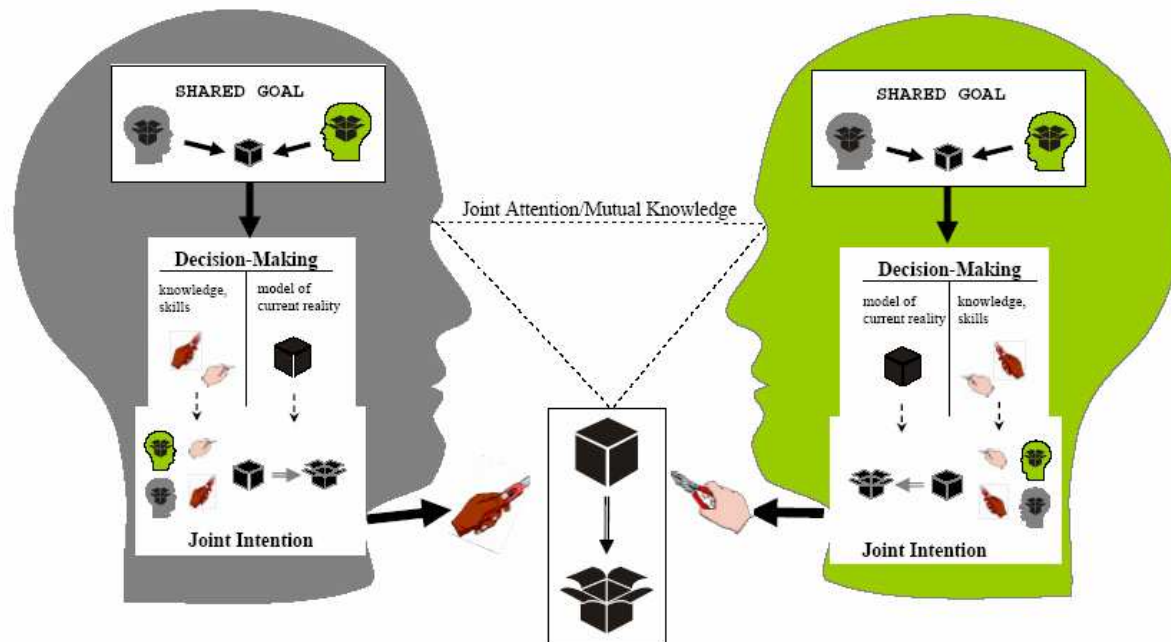 SHARED GOAL
Decision-Making
knowledge,
skills
model of
current reality
Joint Intention
Joint Attention/Mutual Knowledge
SHARED GOAL
Decision-Making
model of
current reality
knowledge,
skills
Joint Intention